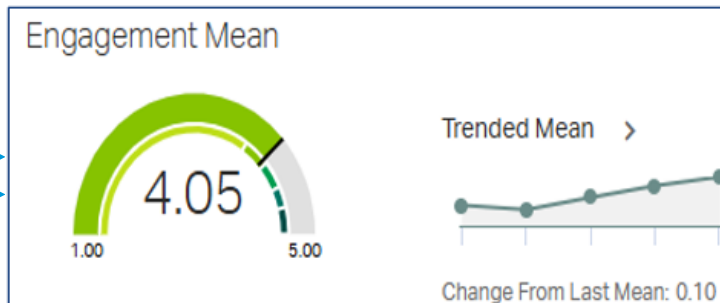 Engagement Mean
Trended Mean >
4.05
1.00
5.00
Change From Last Mean: 0.10